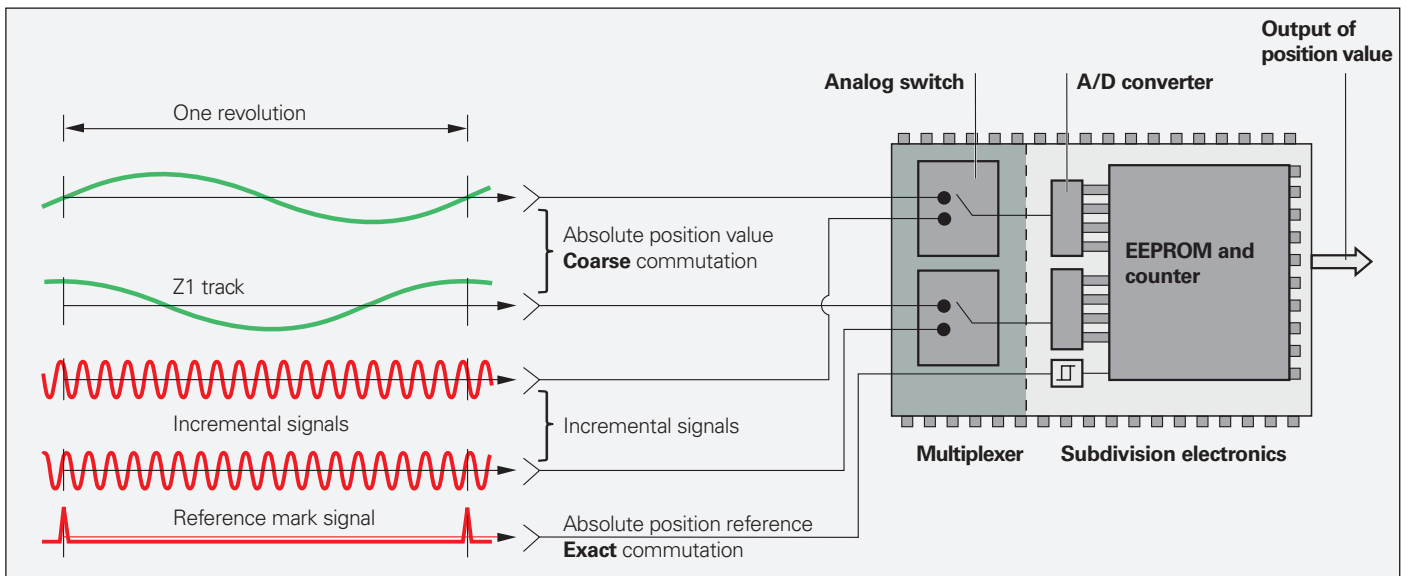 Output of
position value
Analog switch
A/D converter
One revolution
Absolute position value
Coarse commutation
EEPROM and
counter
Z1 track
Incremental signals
Incremental signals
Multiplexer
Subdivision electronics
Reference mark signal
Absolute position reference
Exact commutation